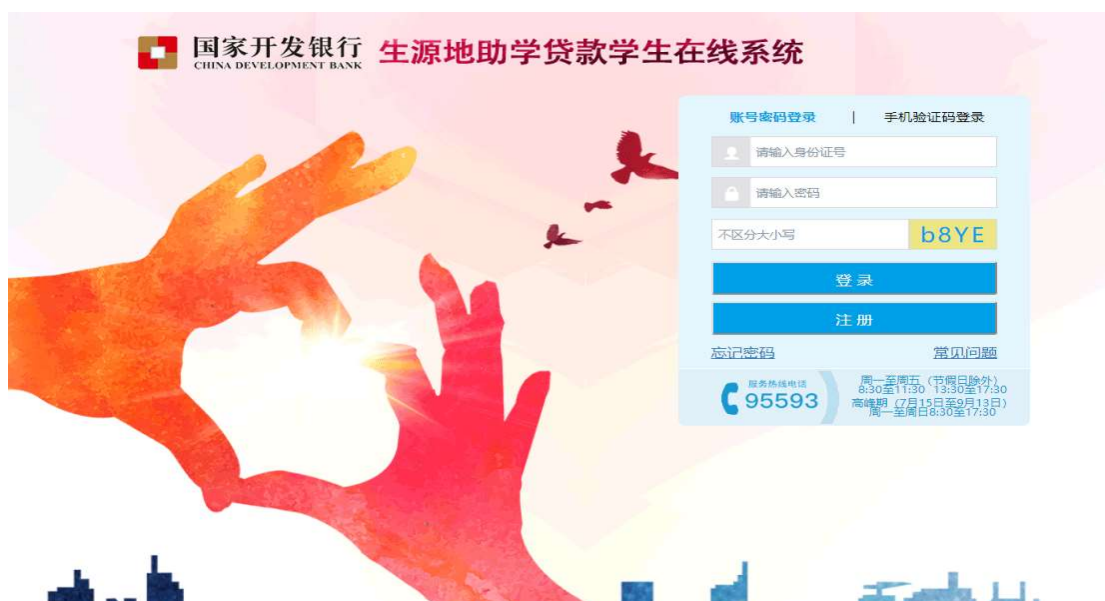 国家开发银行 生源地助学贷款学生在线系统
CHINA DEVELOPMENT BANK
账号密码登录 | 手机验证码登录
请输入身份证号
请输入密码
不区分大小写 b8YE
登 录
注 册
忘记密码 常见问题
服务热线电话
95593
周一至周五（节假日除外）
8:30至11:30 13:30至17:30
高峰期（7月15日至9月13日）
周一至周日8:30至17:30